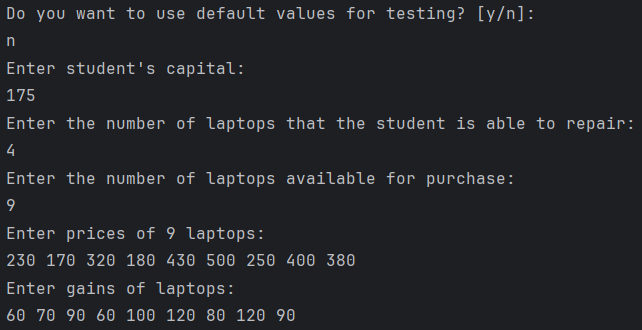 Do you want to use default values for testing? [y/n]:
n
Enter student's capital:
175
Enter the number of laptops that the student is able to repair:
4
Enter the number of laptops available for purchase:
9
Enter prices of 9 laptops:
230 170 320 180 430 500 250 400 380
Enter gains of laptops:
60 70 90 60 100 120 80 120 90